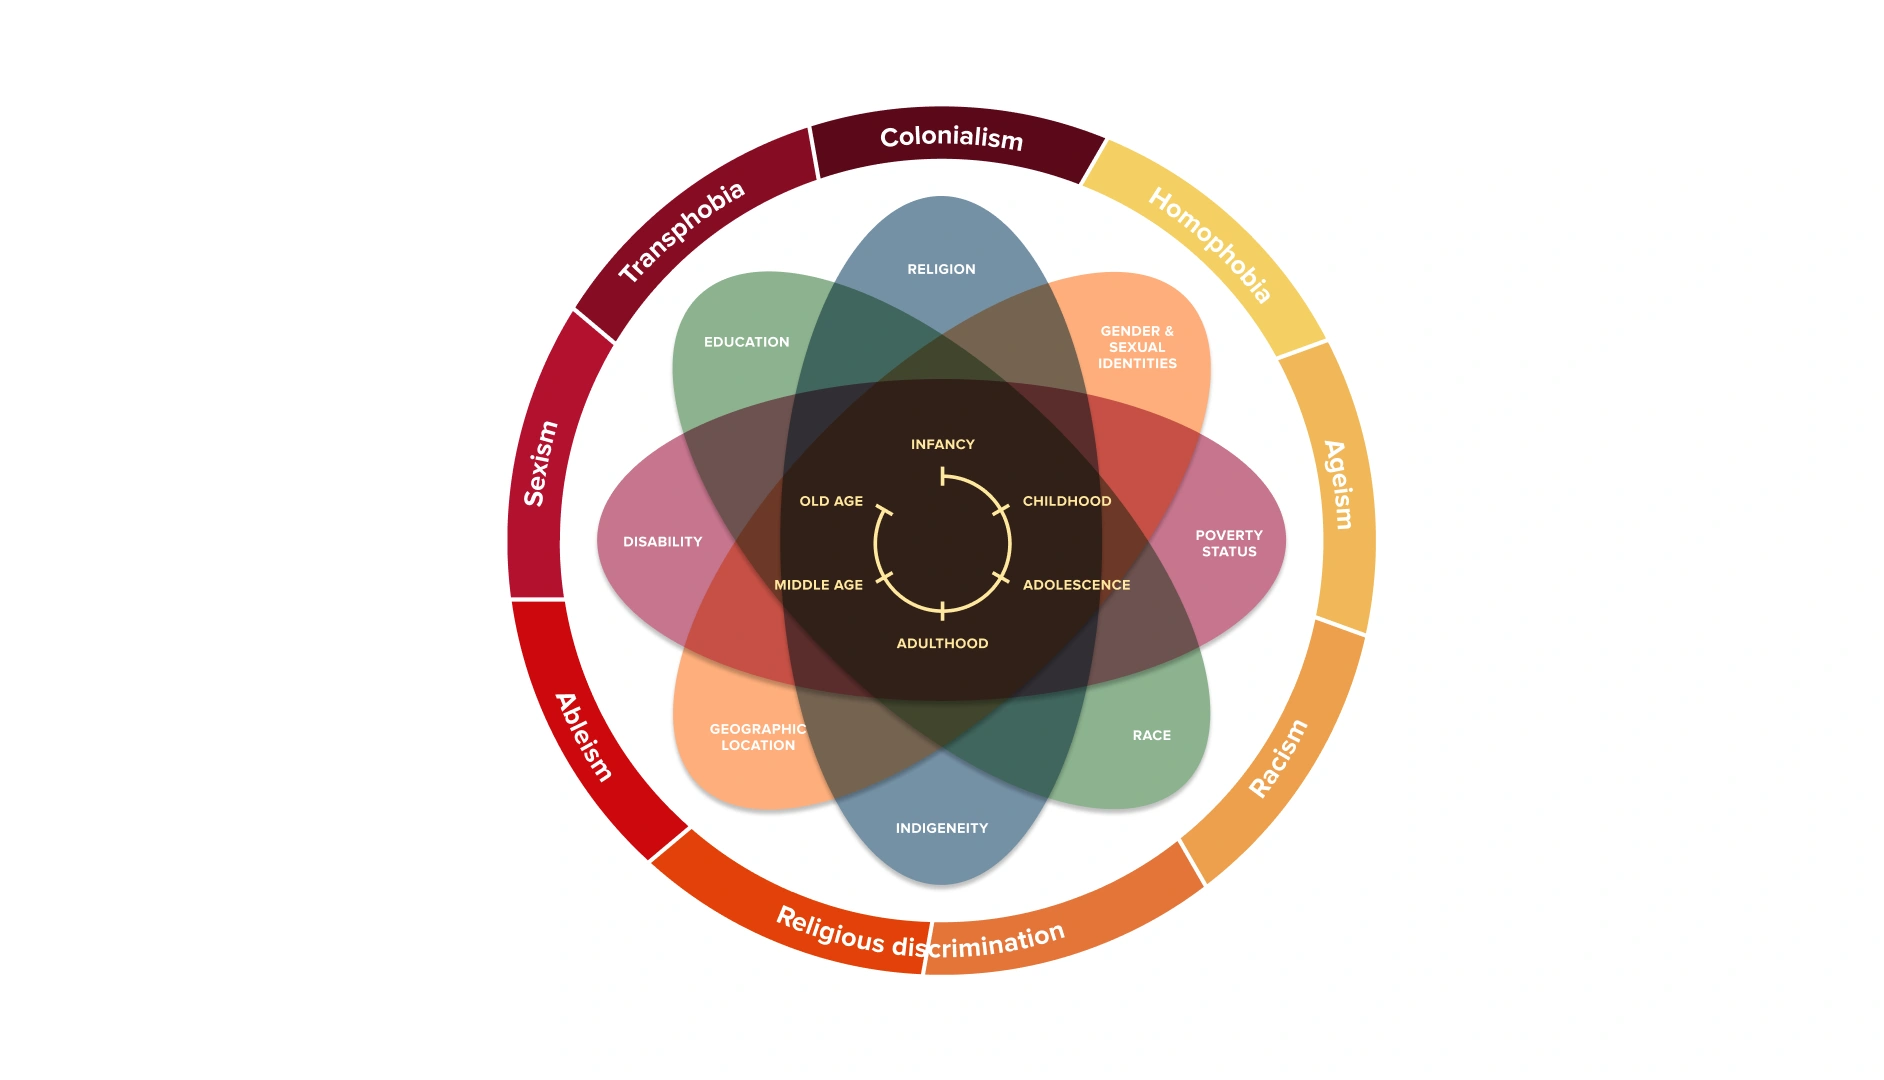 Colonialism
Homophobia
Ageism
Racism
Religious discrimination
Ableism
Sexism
Transphobia
RELIGION
GENDER &
SEXUAL
IDENTITIES
POVERTY
STATUS
RACE
INDIGENEITY
GEOGRAPHIC
LOCATION
DISABILITY
EDUCATION
INFANCY
CHILDHOOD
ADOLESCENCE
ADULTHOOD
MIDDLE AGE
OLD AGE